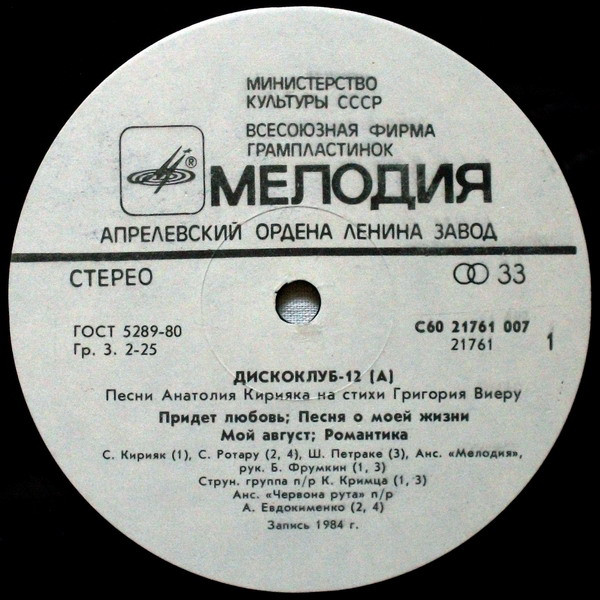 МИНИСТЕРСТВО
КУЛЬТУРЫ СССР
ВСЕСОЮЗНАЯ ФИРМА
ГРАМПЛАСТИНОК
®
МЕЛОДИЯ
АПРЕЛЕВСКИЙ ОРДЕНА ЛЕНИНА ЗАВОД
СТЕРЕО 33
ГОСТ 5289-80 С60 21761 007
Гр. 3. 2-25 21761 1
ДИСКОКЛУБ-12 (А)
Песни Анатолия Кирияка на стихи Григория Виеру
Придет любовь; Песня о моей жизни
Мой август; Романтика
С. Кирияк (1), С. Ротару (2, 4), Ш. Петраке (3), Анс. «Мелодия»,
рук. Б. Фрумкин (1, 3)
Струн. группа п/р К. Кримца (1, 3)
Анс. «Червона рута» п/р
А. Евдокименко (2, 4)
Запись 1984 г.